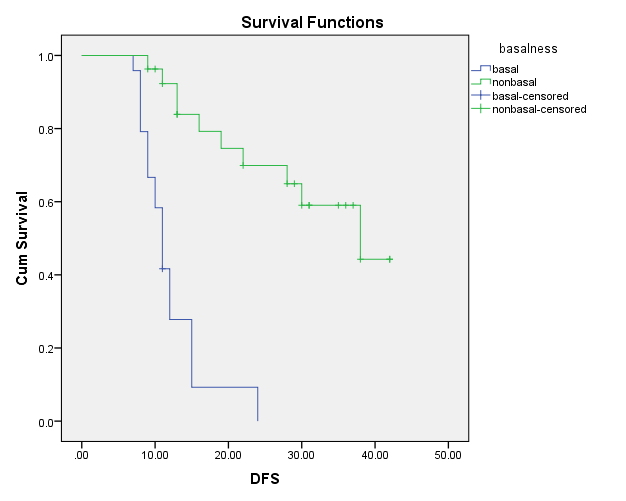 Survival Functions
basalness
basal
nonbasal
basal-censored
nonbasal-censored
Cum Survival
1.0
0.8
0.6
0.4
0.2
0.0
.00 10.00 20.00 30.00 40.00 50.00
DFS